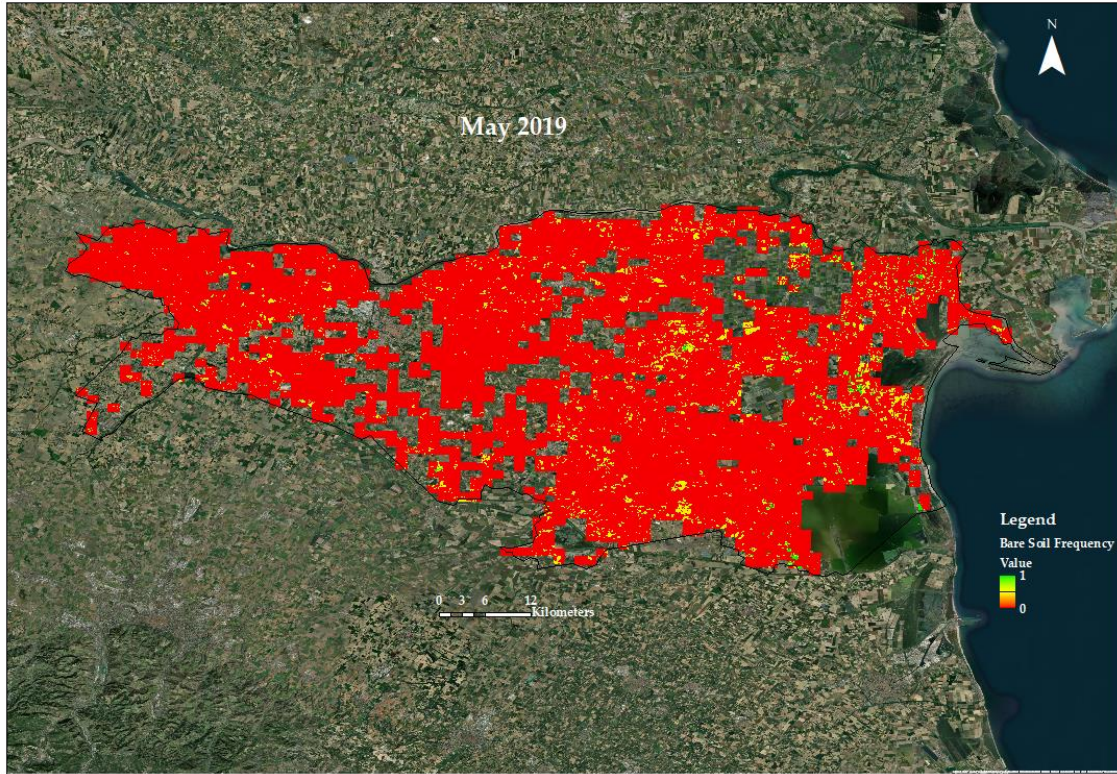 N
May 2019
Legend
Bare Soil Frequency
Value
1
0
0 3 6 12
Kilometers